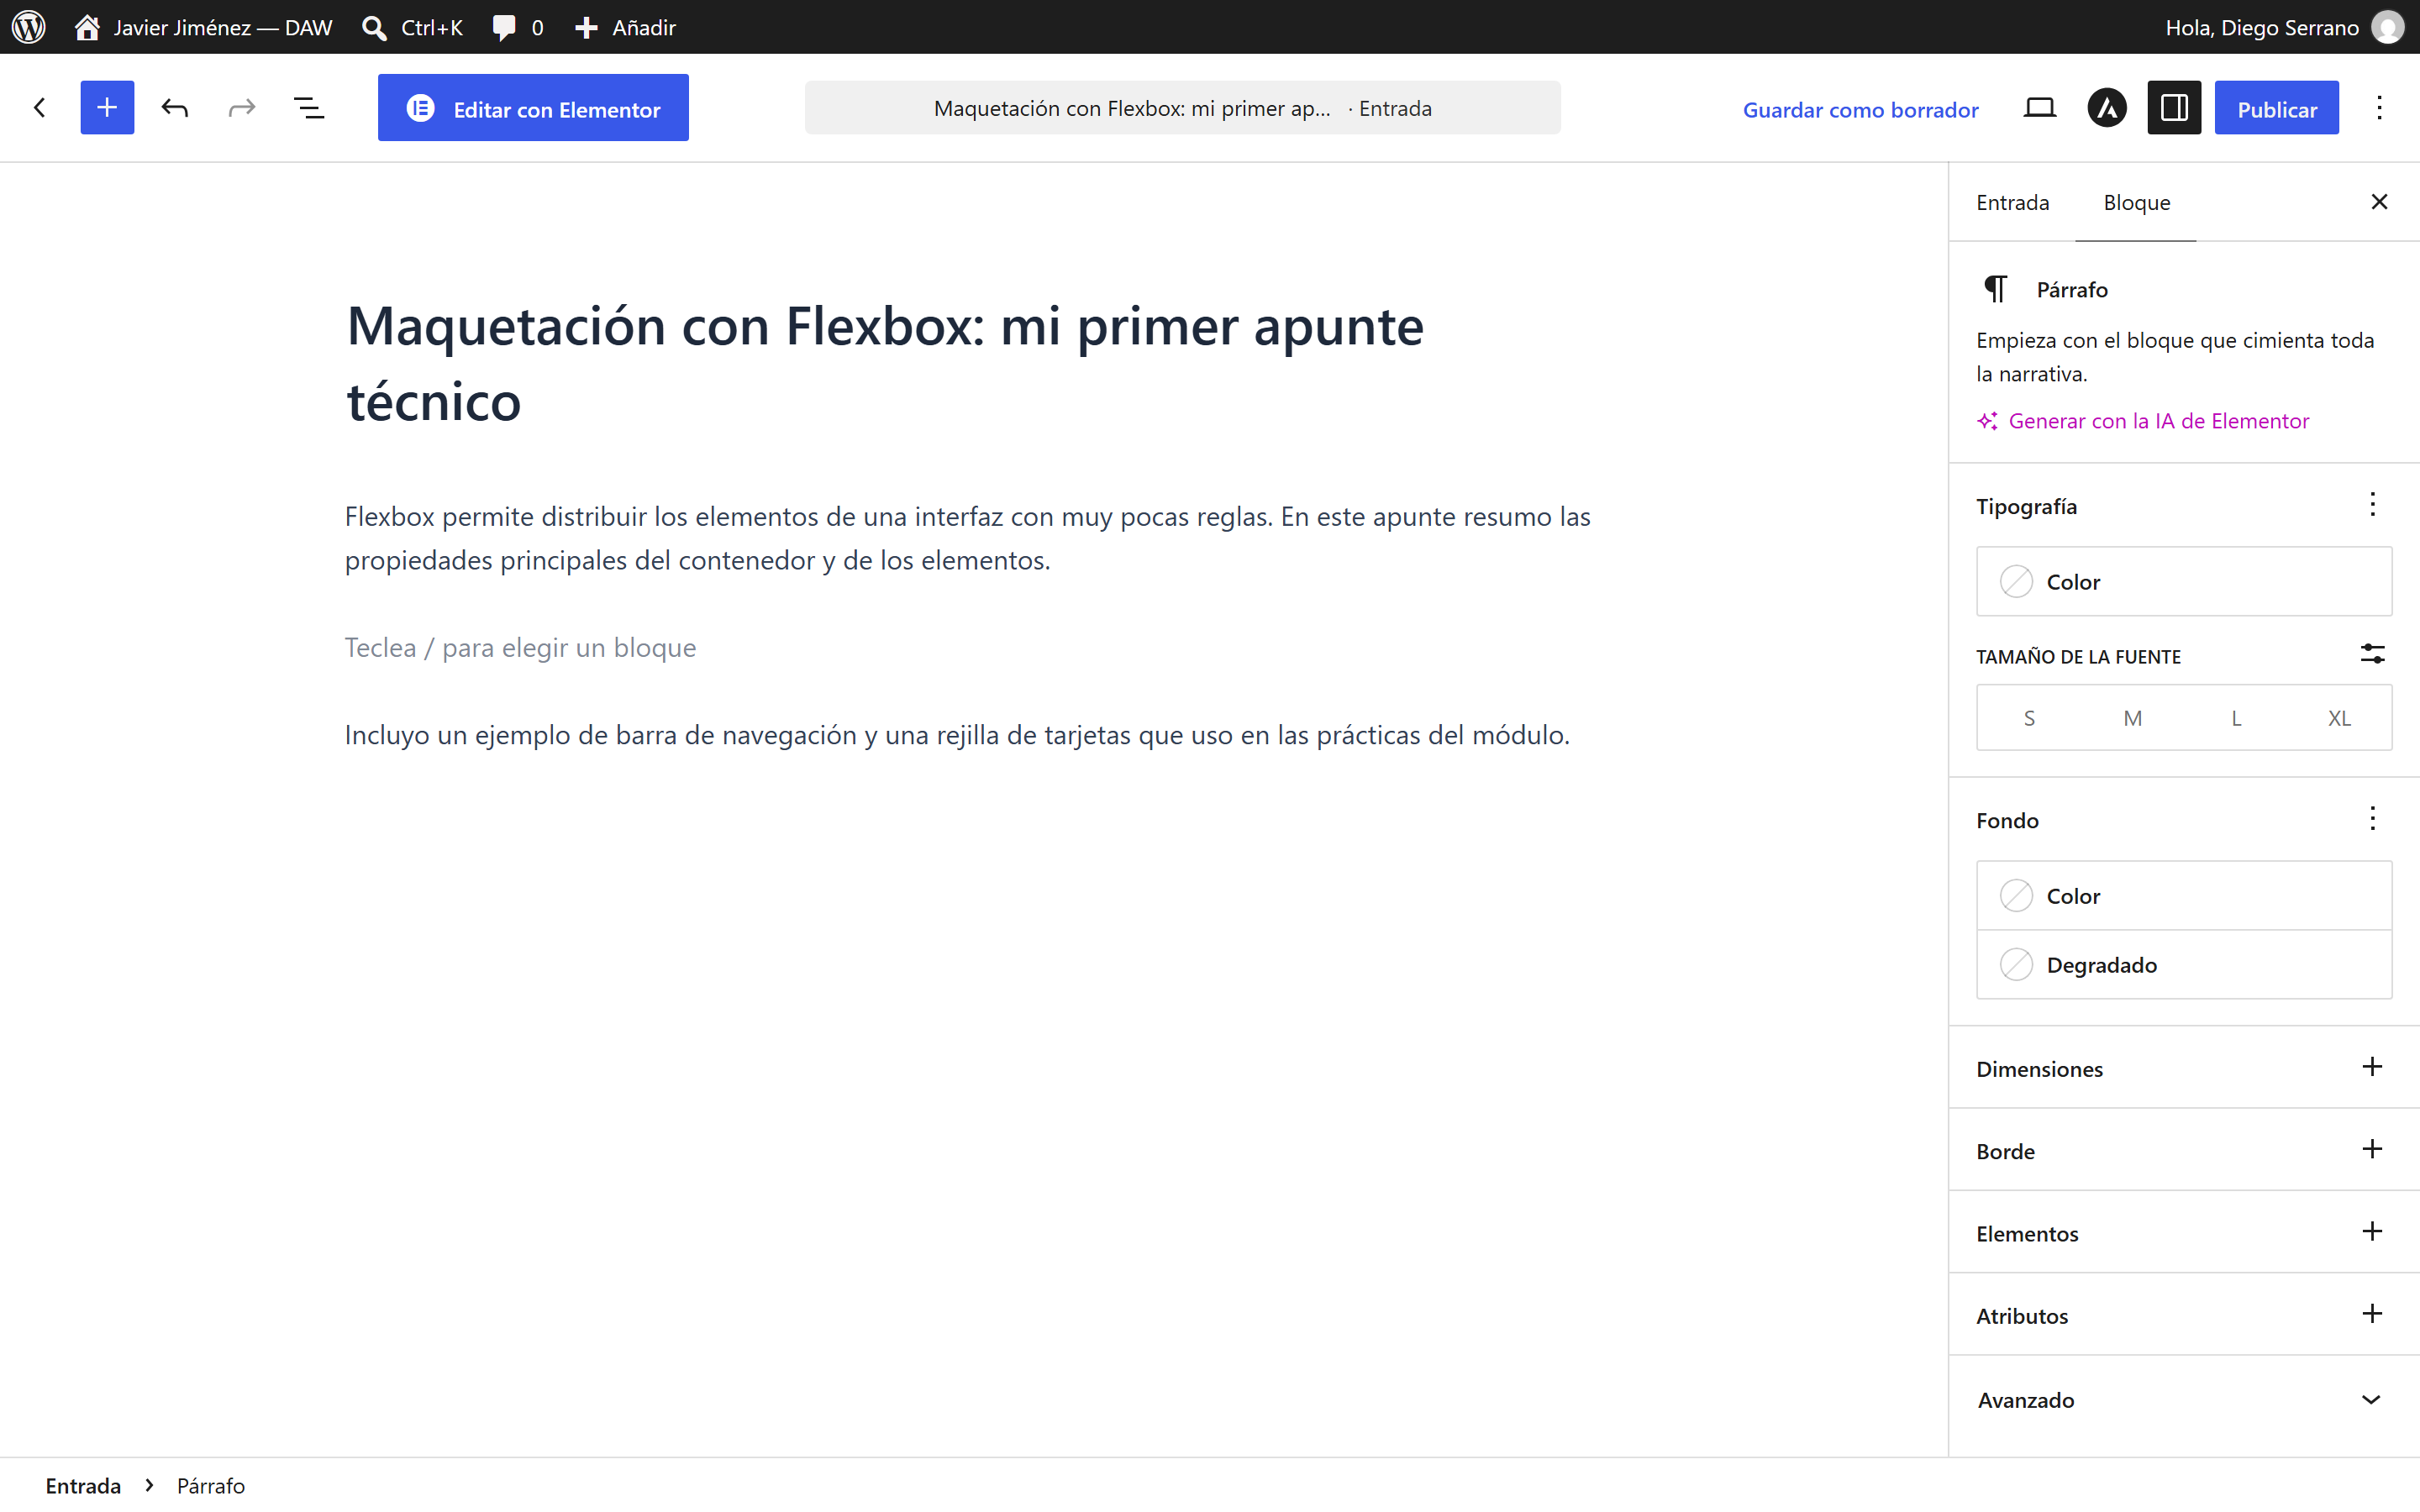 Javier Jiménez — DAW
Ctrl+K
0
Añadir
Hola, Diego Serrano
Editar con Elementor
Maquetación con Flexbox: mi primer ap... · Entrada
Guardar como borrador
Publicar
Maquetación con Flexbox: mi primer apunte
técnico
Flexbox permite distribuir los elementos de una interfaz con muy pocas reglas. En este apunte resumo las
propiedades principales del contenedor y de los elementos.
Teclea / para elegir un bloque
Incluyo un ejemplo de barra de navegación y una rejilla de tarjetas que uso en las prácticas del módulo.
Entrada
Bloque
Párrafo
Empieza con el bloque que cimienta toda
la narrativa.
Generar con la IA de Elementor
Tipografía
Color
TAMAÑO DE LA FUENTE
S M L XL
Fondo
Color
Degradado
Dimensiones
Borde
Elementos
Atributos
Avanzado
Entrada
Párrafo